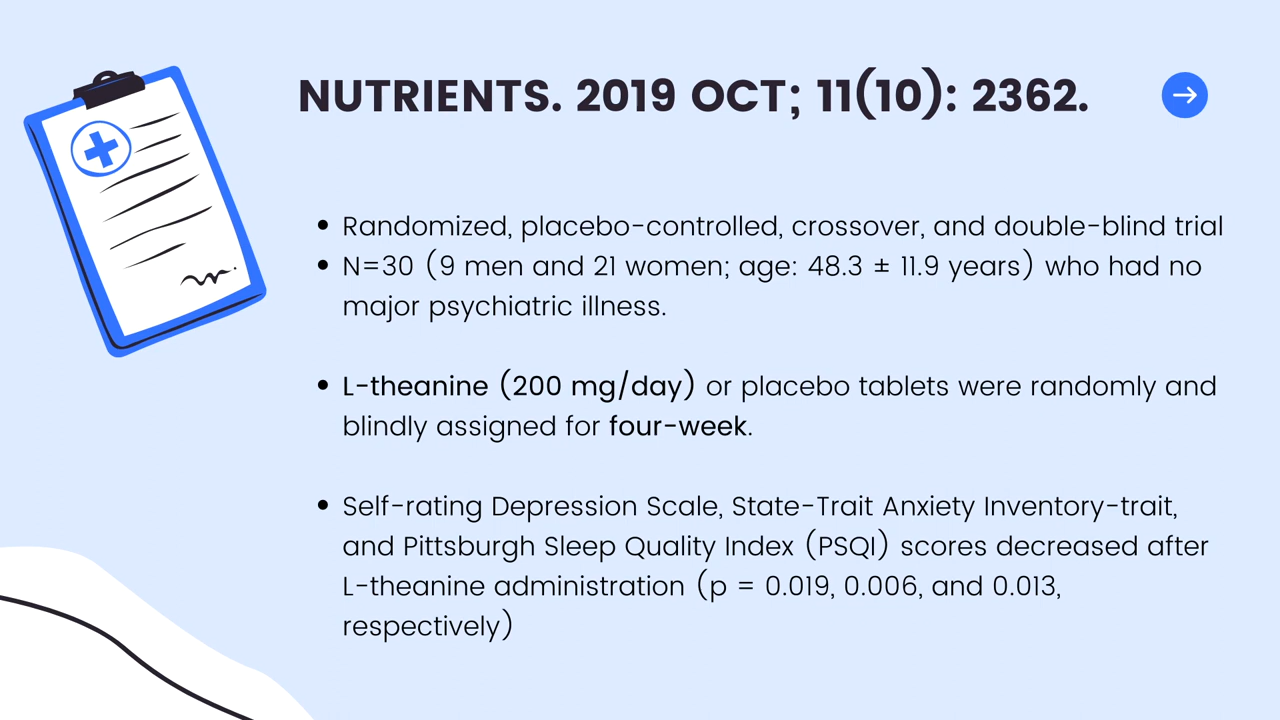 NUTRIENTS. 2019 OCT; 11(10): 2362.
• Randomized, placebo-controlled, crossover, and double-blind trial
• N=30 (9 men and 21 women; age: 48.3 ± 11.9 years) who had no
major psychiatric illness.
• L-theanine (200 mg/day) or placebo tablets were randomly and
blindly assigned for four-week.
• Self-rating Depression Scale, State-Trait Anxiety Inventory-trait,
and Pittsburgh Sleep Quality Index (PSQI) scores decreased after
L-theanine administration (p = 0.019, 0.006, and 0.013,
respectively)